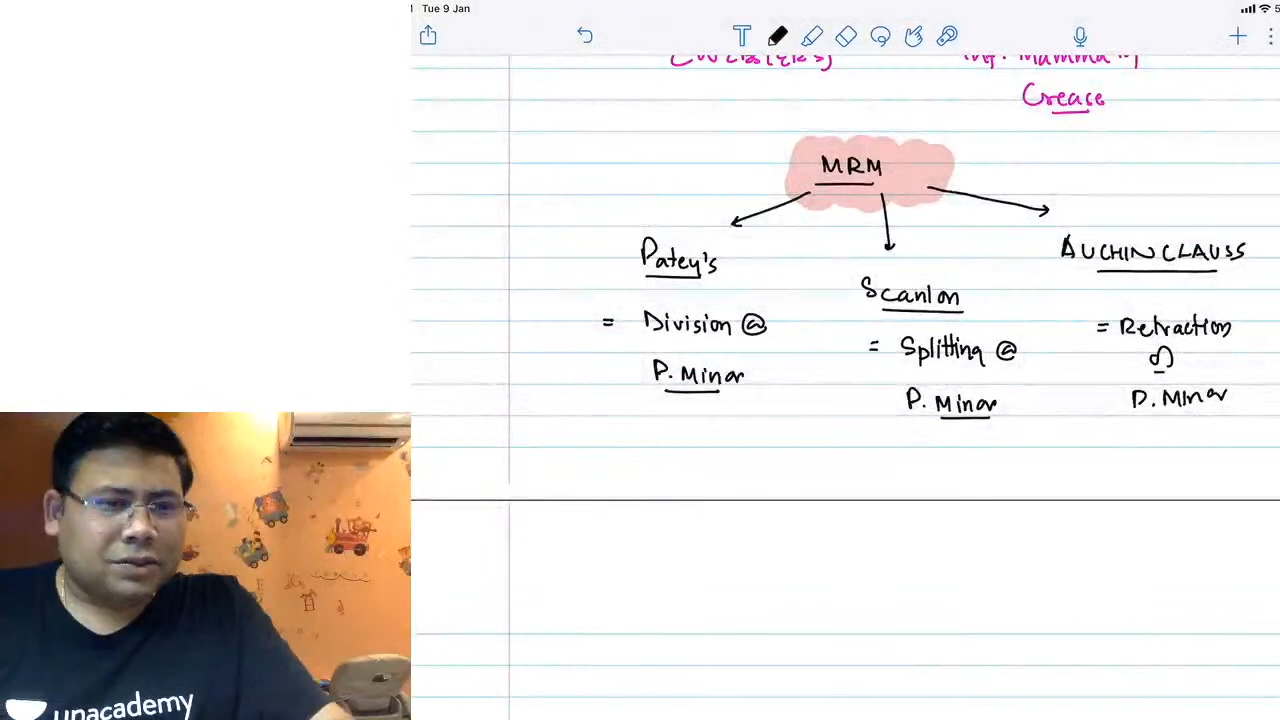 Tue 9 Jan
Crease
MRM
Patey's
= Division @
P. Minor
Scanlon
= Splitting @
P. Minor
AUCHINCLAUSS
= Retraction
of
P. Minor
unacademy